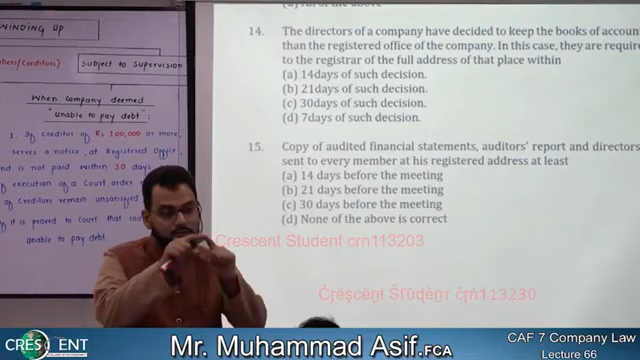 WINDING UP
Subject to Supervision
When Company deemed
"Unable to pay debt"
1. If creditor of Rs 100,000 or more,
serves a notice, at Registered Office,
and is not paid within 30 days
of execution of a Court order
of Creditors remain unsatisfied
if it is proved to Court that
Unable to pay debt
14. The directors of a company have decided to keep the books of
than the registered office of the company. In this case, they are
to the registrar of the full address of that place within
(a) 14days of such decision.
(b) 21days of such decision.
(c) 30days of such decision.
(d) 7days of such decision.
15. Copy of audited financial statements, auditors' report and directors
sent to every member at his registered address at least
(a) 14 days before the meeting
(b) 21 days before the meeting
(c) 30 days before the meeting
(d) None of the above is correct
Crescent Student crn113203
Mr. Muhammad Asif.FCA
CAF 7 Company Law
Lecture 66